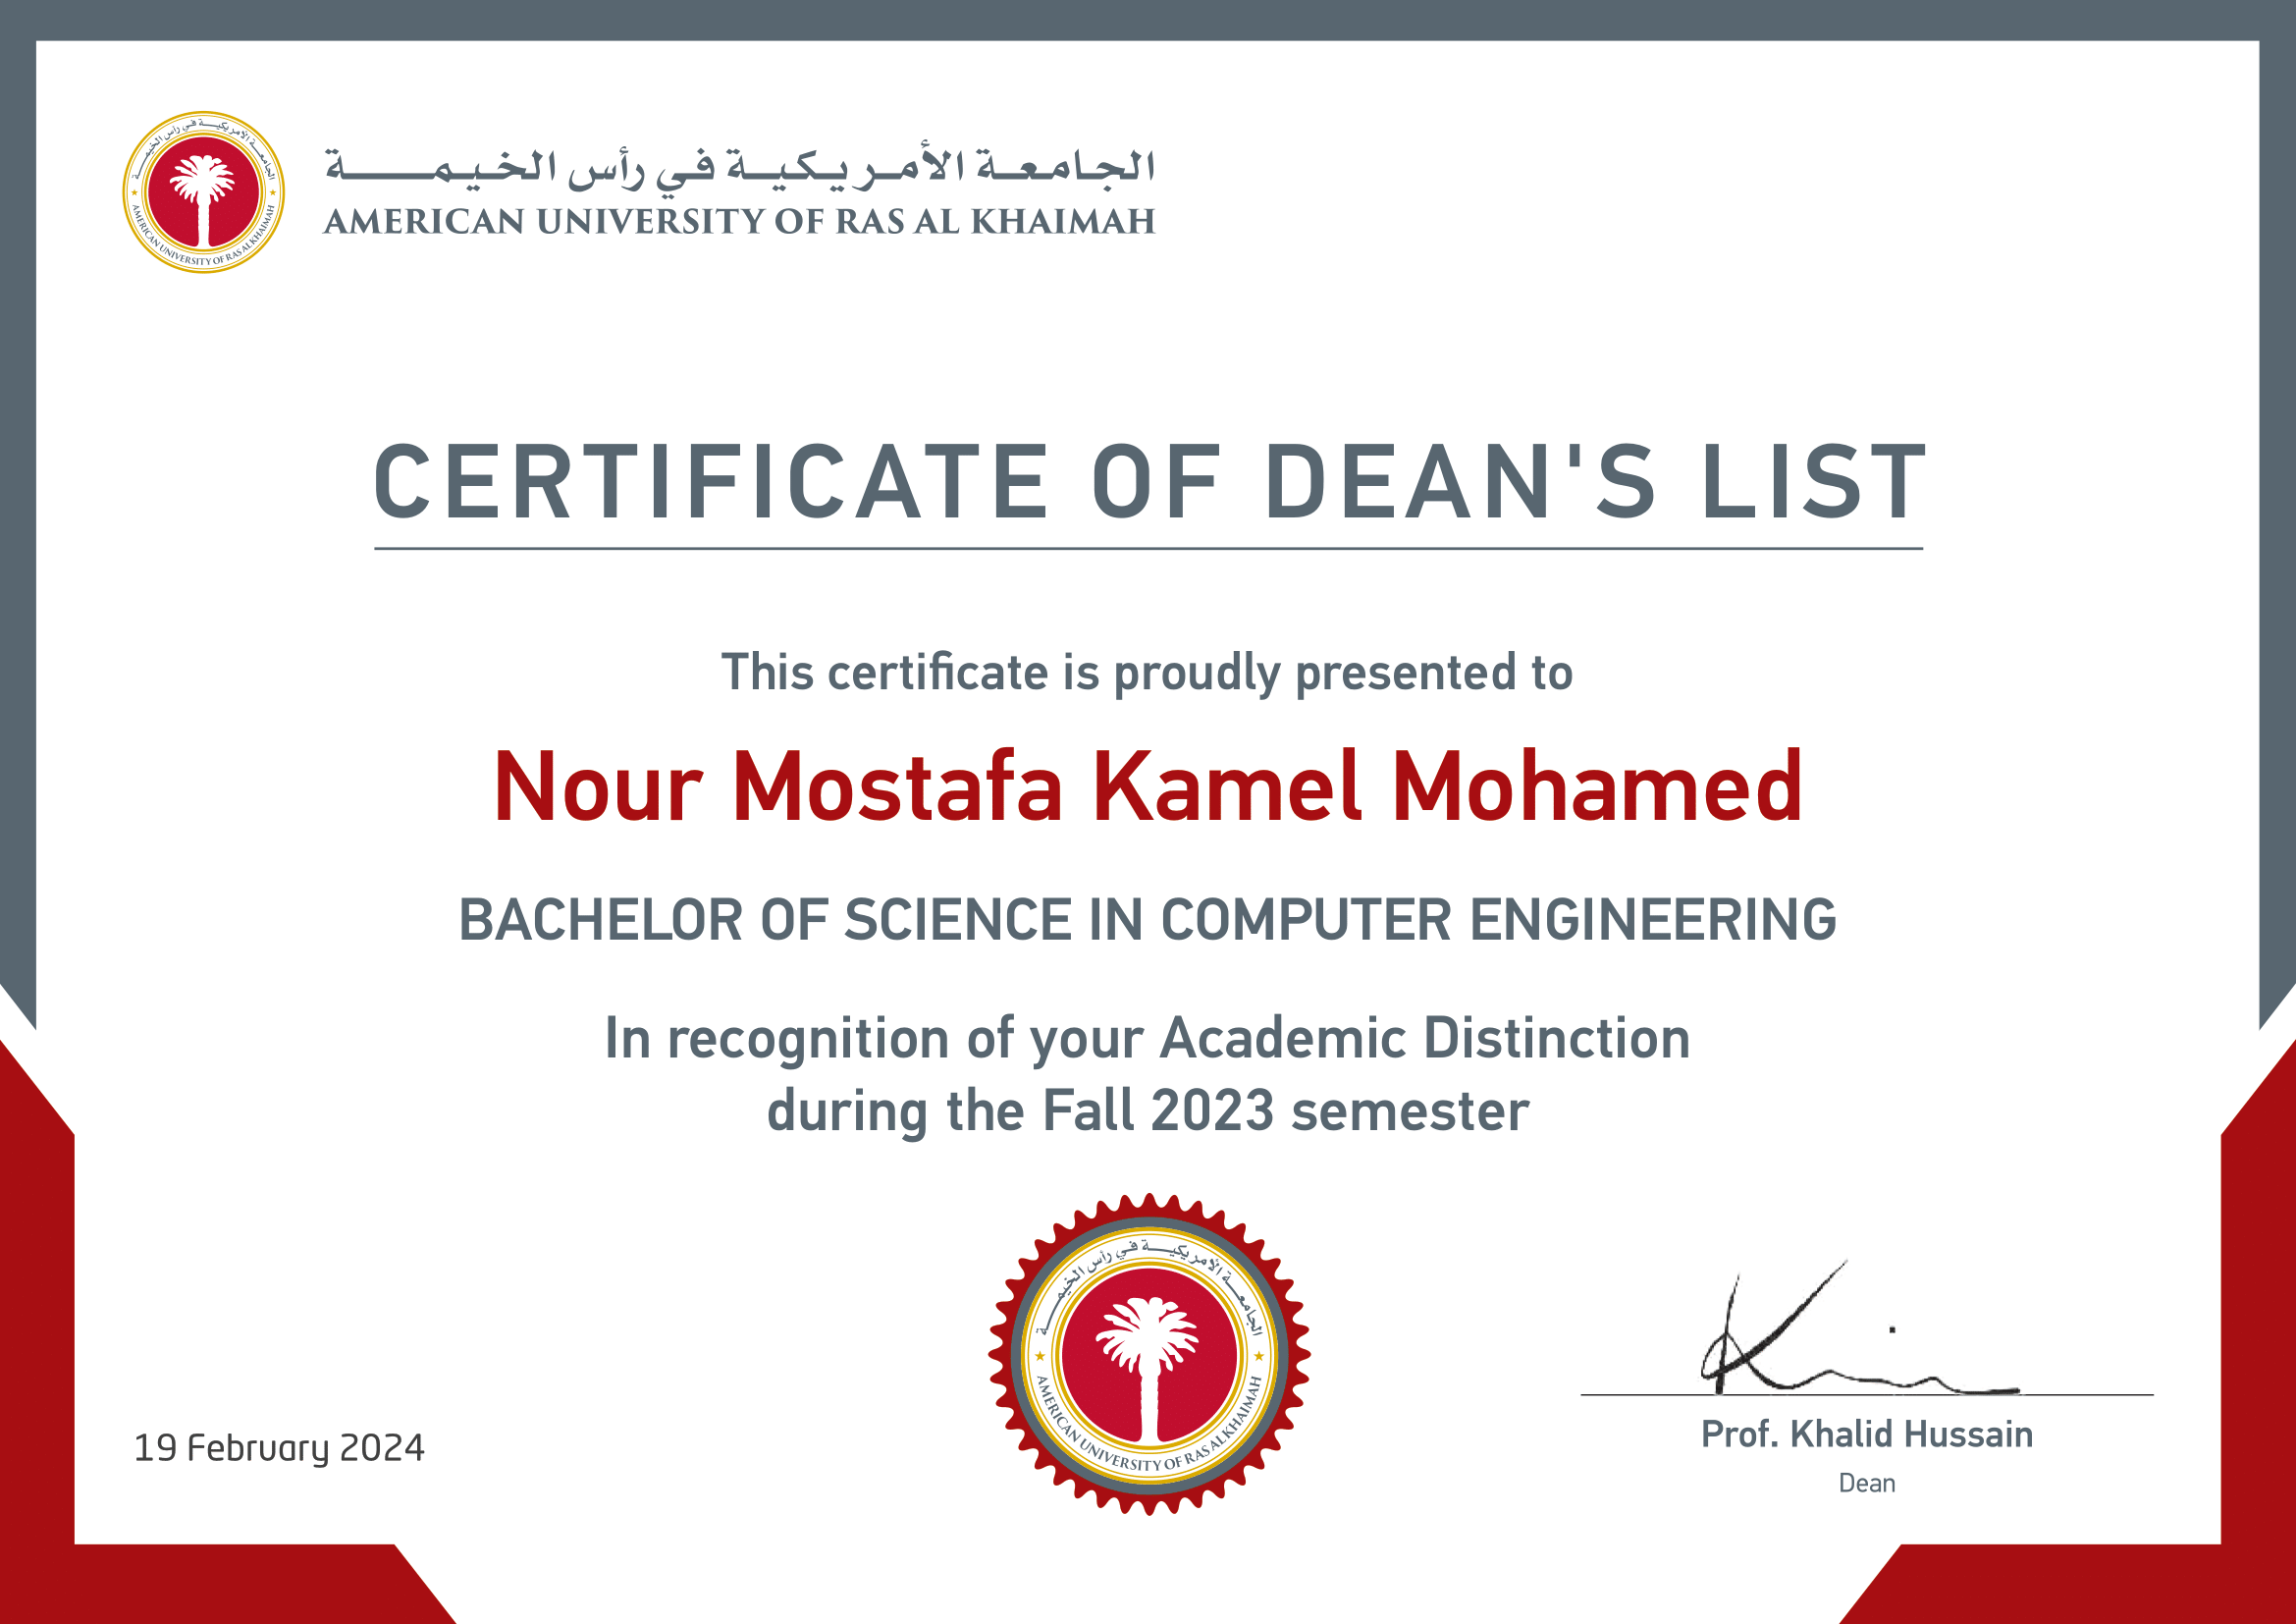 الجامعة الأمريكية في رأس الخيمة
AMERICAN UNIVERSITY OF RAS AL KHAIMAH
الجامعة الأمريكية في رأس الخيمة
AMERICAN UNIVERSITY OF RAS AL KHAIMAH
CERTIFICATE OF DEAN'S LIST
This certificate is proudly presented to
Nour Mostafa Kamel Mohamed
BACHELOR OF SCIENCE IN COMPUTER ENGINEERING
In recognition of your Academic Distinction
during the Fall 2023 semester
الجامعة الأمريكية في رأس الخيمة
AMERICAN UNIVERSITY OF RAS AL KHAIMAH
19 February 2024
Prof. Khalid Hussain
Dean